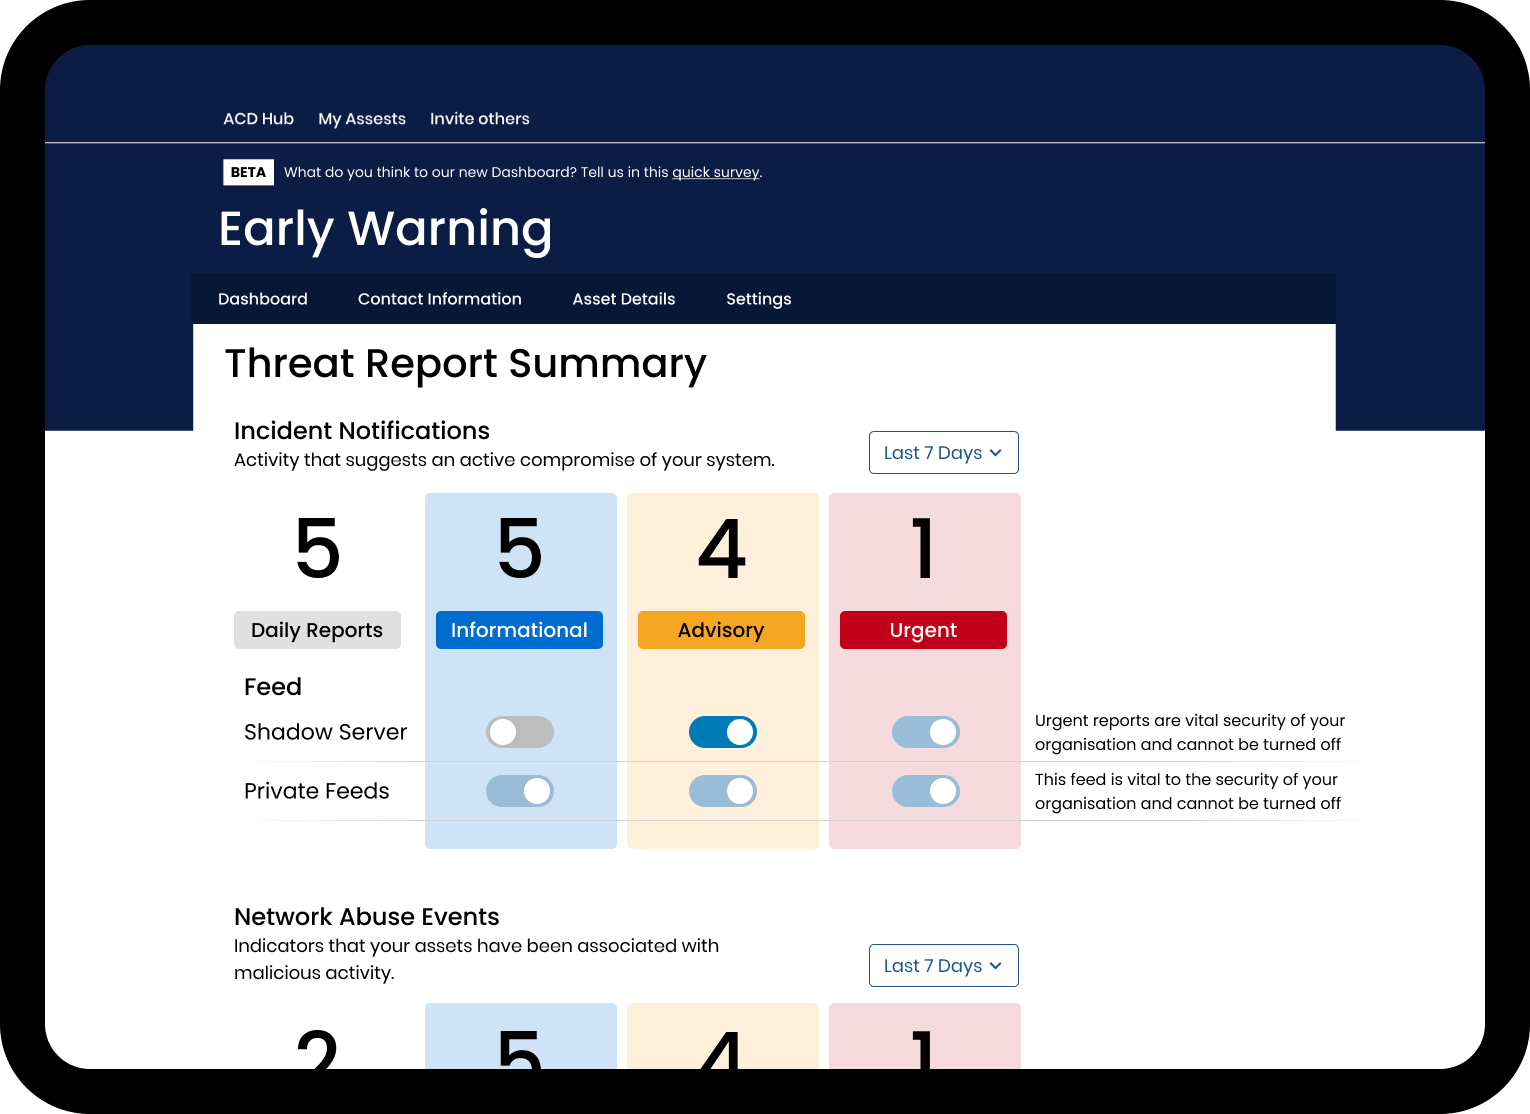 ACD Hub My Assests Invite others
BETA What do you think to our new Dashboard? Tell us in this quick survey.
Early Warning
Dashboard Contact Information Asset Details Settings
Threat Report Summary
Incident Notifications
Activity that suggests an active compromise of your system.
Last 7 Days
5 5 4 1
Daily Reports Informational Advisory Urgent
Feed
Shadow Server
Urgent reports are vital security of your
organisation and cannot be turned off
Private Feeds
This feed is vital to the security of your
organisation and cannot be turned off
Network Abuse Events
Indicators that your assets have been associated with
malicious activity.
Last 7 Days
2 5 4 1